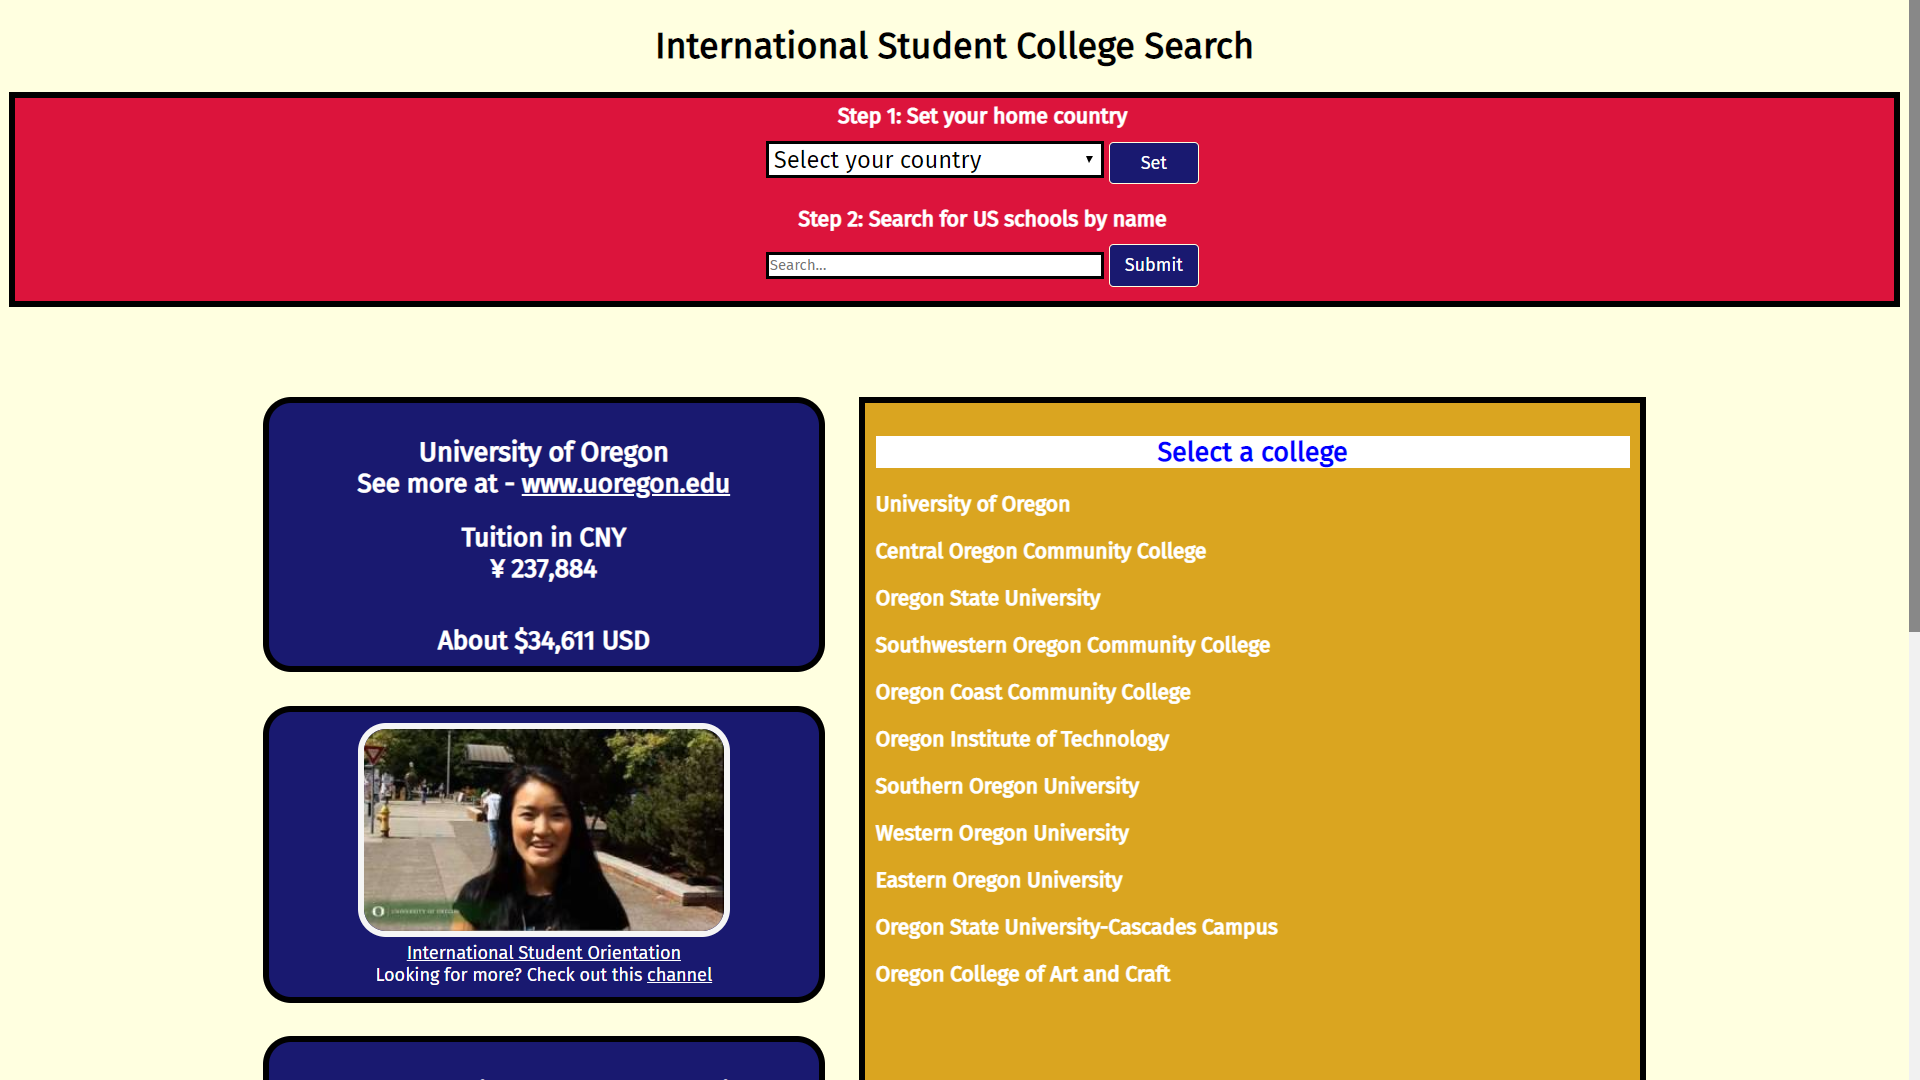 International Student College Search
Step 1: Set your home country
Select your country
Set
Step 2: Search for US schools by name
Search...
Submit
University of Oregon
See more at - www.uoregon.edu
Tuition in CNY
¥ 237,884
About $34,611 USD
UNIVERSITY OF OREGON
International Student Orientation
Looking for more? Check out this channel
Select a college
University of Oregon
Central Oregon Community College
Oregon State University
Southwestern Oregon Community College
Oregon Coast Community College
Oregon Institute of Technology
Southern Oregon University
Western Oregon University
Eastern Oregon University
Oregon State University-Cascades Campus
Oregon College of Art and Craft